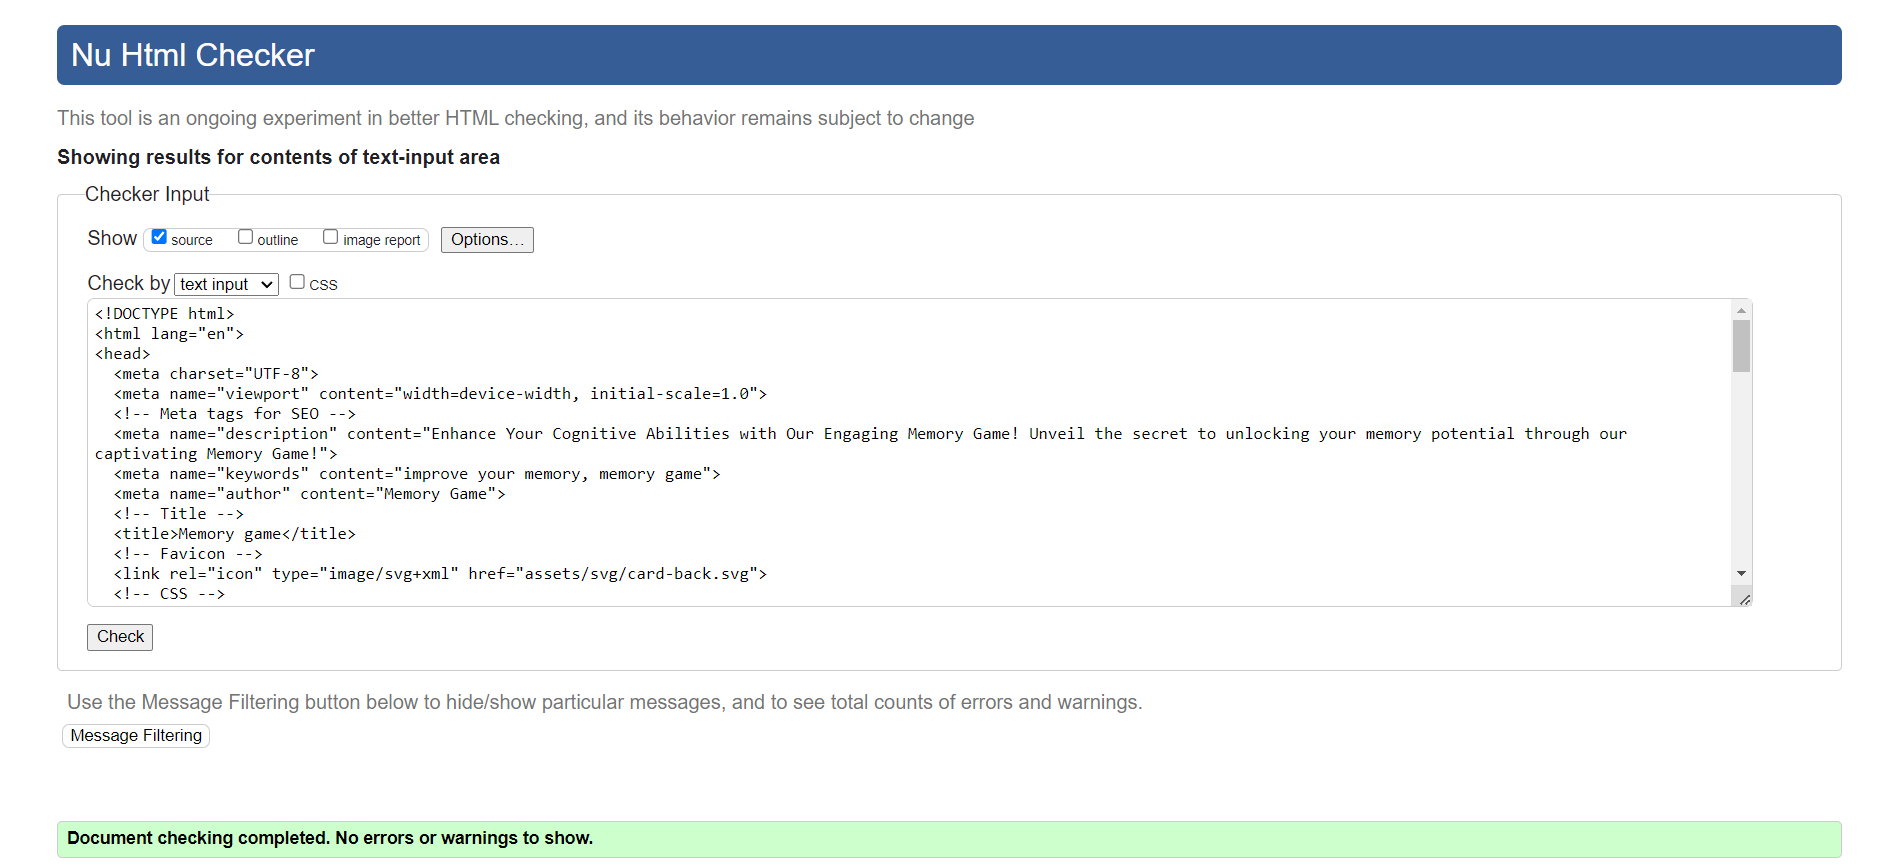 Nu Html Checker
This tool is an ongoing experiment in better HTML checking, and its behavior remains subject to change
Showing results for contents of text-input area
Checker Input
Show source outline image report Options...
Check by text input CSS
<!DOCTYPE html>
<html lang="en">
<head>
  <meta charset="UTF-8">
  <meta name="viewport" content="width=device-width, initial-scale=1.0">
  <!-- Meta tags for SEO -->
  <meta name="description" content="Enhance Your Cognitive Abilities with Our Engaging Memory Game! Unveil the secret to unlocking your memory potential through our
captivating Memory Game!">
  <meta name="keywords" content="improve your memory, memory game">
  <meta name="author" content="Memory Game">
  <!-- Title -->
  <title>Memory game</title>
  <!-- Favicon -->
  <link rel="icon" type="image/svg+xml" href="assets/svg/card-back.svg">
  <!-- CSS -->
Check
Use the Message Filtering button below to hide/show particular messages, and to see total counts of errors and warnings.
Message Filtering
Document checking completed. No errors or warnings to show.